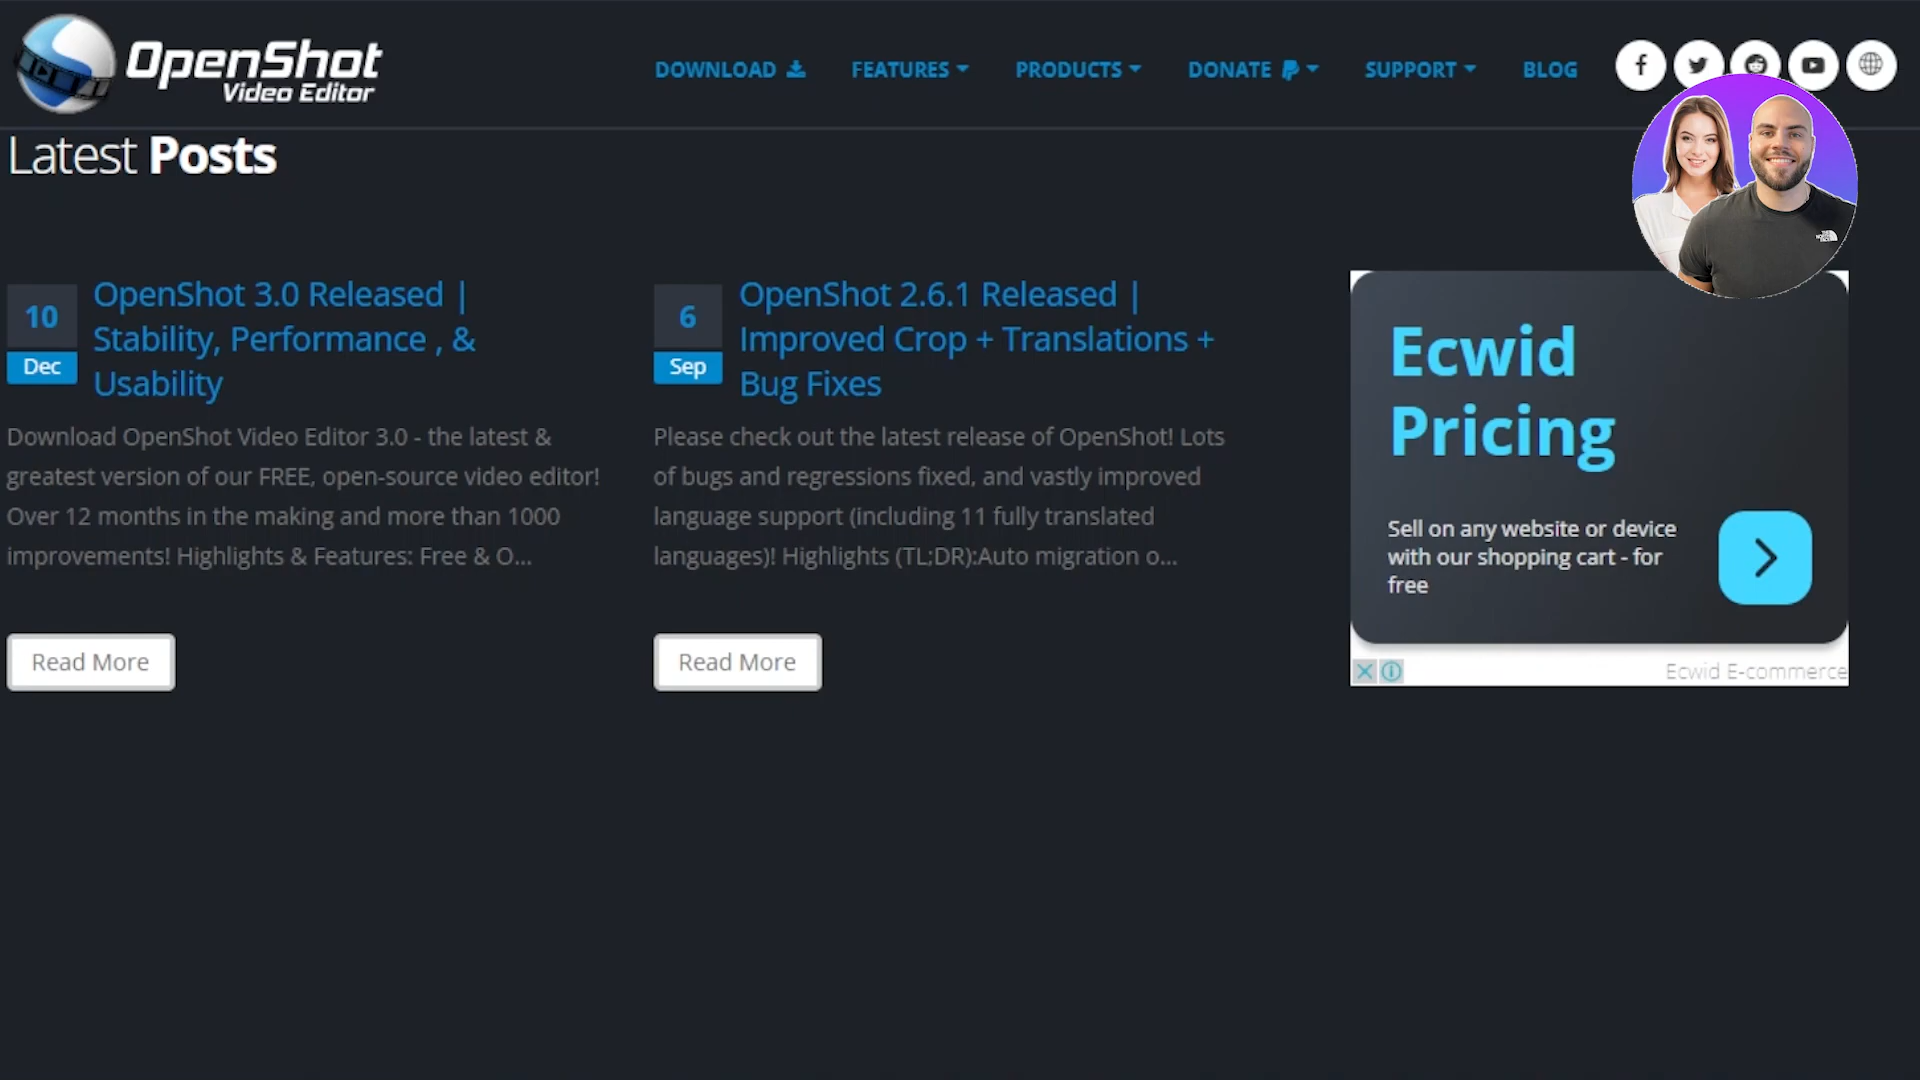 OpenShot
Video Editor
DOWNLOAD
FEATURES
PRODUCTS
DONATE
SUPPORT
BLOG
Latest Posts
10
Dec
OpenShot 3.0 Released |
Stability, Performance , &
Usability
Download OpenShot Video Editor 3.0 - the latest &
greatest version of our FREE, open-source video editor!
Over 12 months in the making and more than 1000
improvements! Highlights & Features: Free & O...
Read More
6
Sep
OpenShot 2.6.1 Released |
Improved Crop + Translations +
Bug Fixes
Please check out the latest release of OpenShot! Lots
of bugs and regressions fixed, and vastly improved
language support (including 11 fully translated
languages)! Highlights (TL;DR):Auto migration o...
Read More
THE
NORTH
FACE
Ecwid
Pricing
Sell on any website or device
with our shopping cart - for
free
Ecwid E-commerce